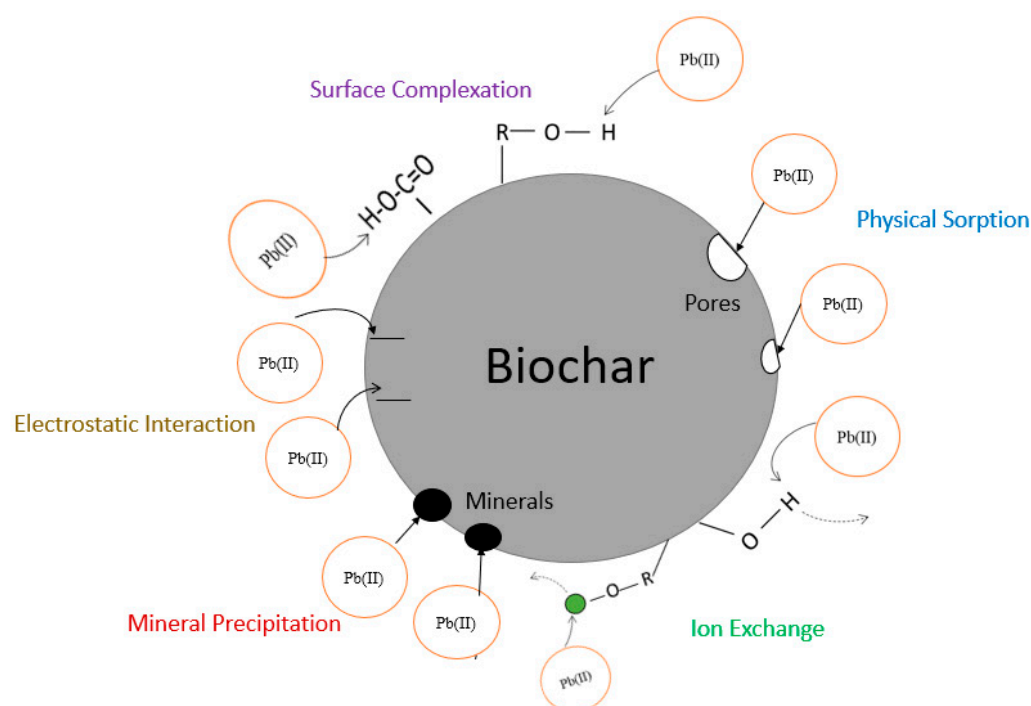 Pb(II)
Surface Complexation
R—O—H
H-O-C=O
Pb(II)
Physical Sorption
Pb(II)
Pores
Pb(II)
Pb(II)
Biochar
Electrostatic Interaction
Pb(II)
Pb(II)
Minerals
H
O
Pb(II)
Mineral Precipitation
Pb(II)
O-R
Ion Exchange
Pb(II)